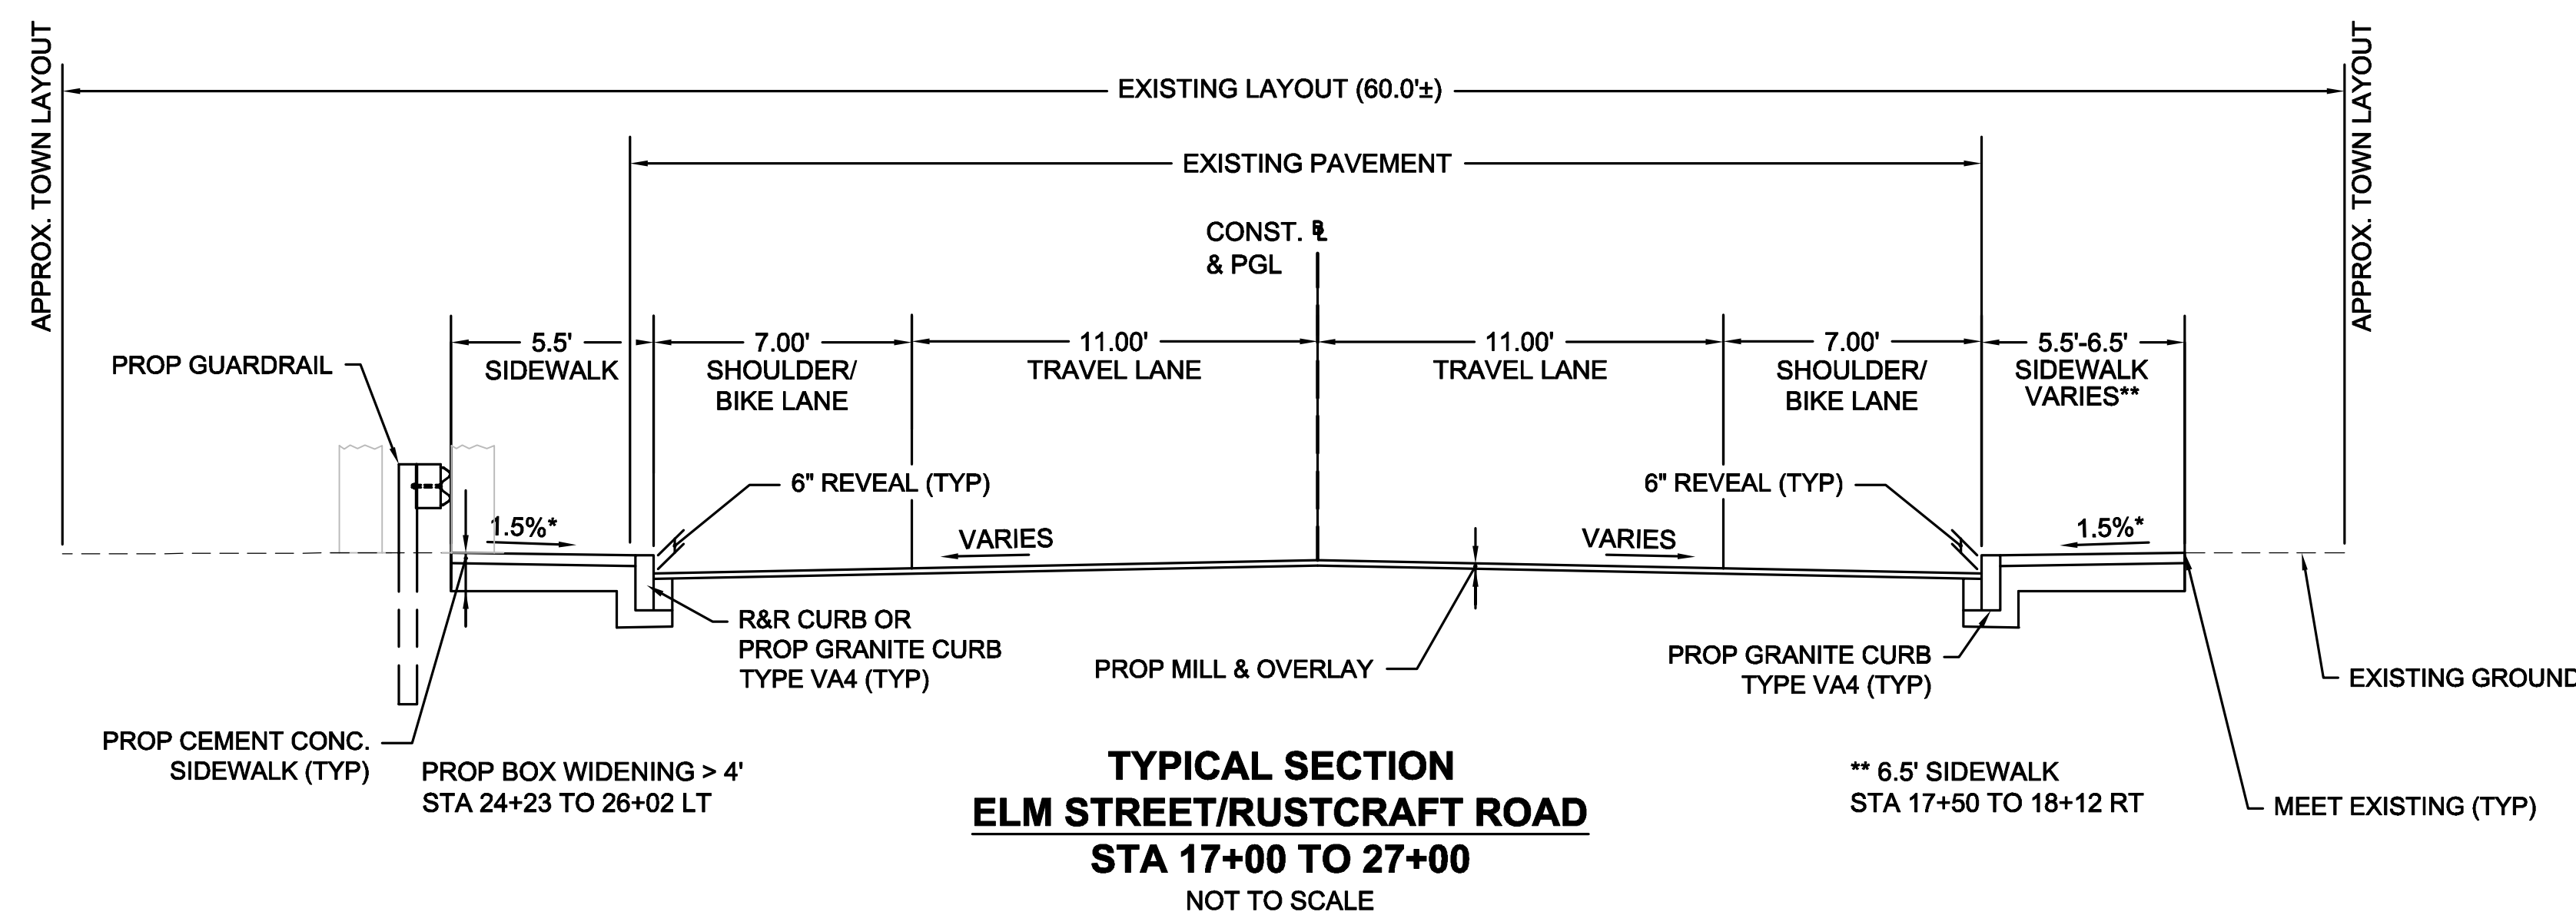 APPROX. TOWN LAYOUT
EXISTING LAYOUT (60.0'±)
APPROX. TOWN LAYOUT
EXISTING PAVEMENT
CONST. ℄
& PGL
5.5'
SIDEWALK
7.00'
SHOULDER/
BIKE LANE
11.00'
TRAVEL LANE
11.00'
TRAVEL LANE
7.00'
SHOULDER/
BIKE LANE
5.5'-6.5'
SIDEWALK
VARIES**
PROP GUARDRAIL
6" REVEAL (TYP)
6" REVEAL (TYP)
1.5%*
VARIES
VARIES
1.5%*
R&R CURB OR
PROP GRANITE CURB
TYPE VA4 (TYP)
PROP MILL & OVERLAY
PROP GRANITE CURB
TYPE VA4 (TYP)
EXISTING GROUND
PROP CEMENT CONC.
SIDEWALK (TYP)
PROP BOX WIDENING > 4'
STA 24+23 TO 26+02 LT
** 6.5' SIDEWALK
STA 17+50 TO 18+12 RT
MEET EXISTING (TYP)
TYPICAL SECTION
ELM STREET/RUSTCRAFT ROAD
STA 17+00 TO 27+00
NOT TO SCALE